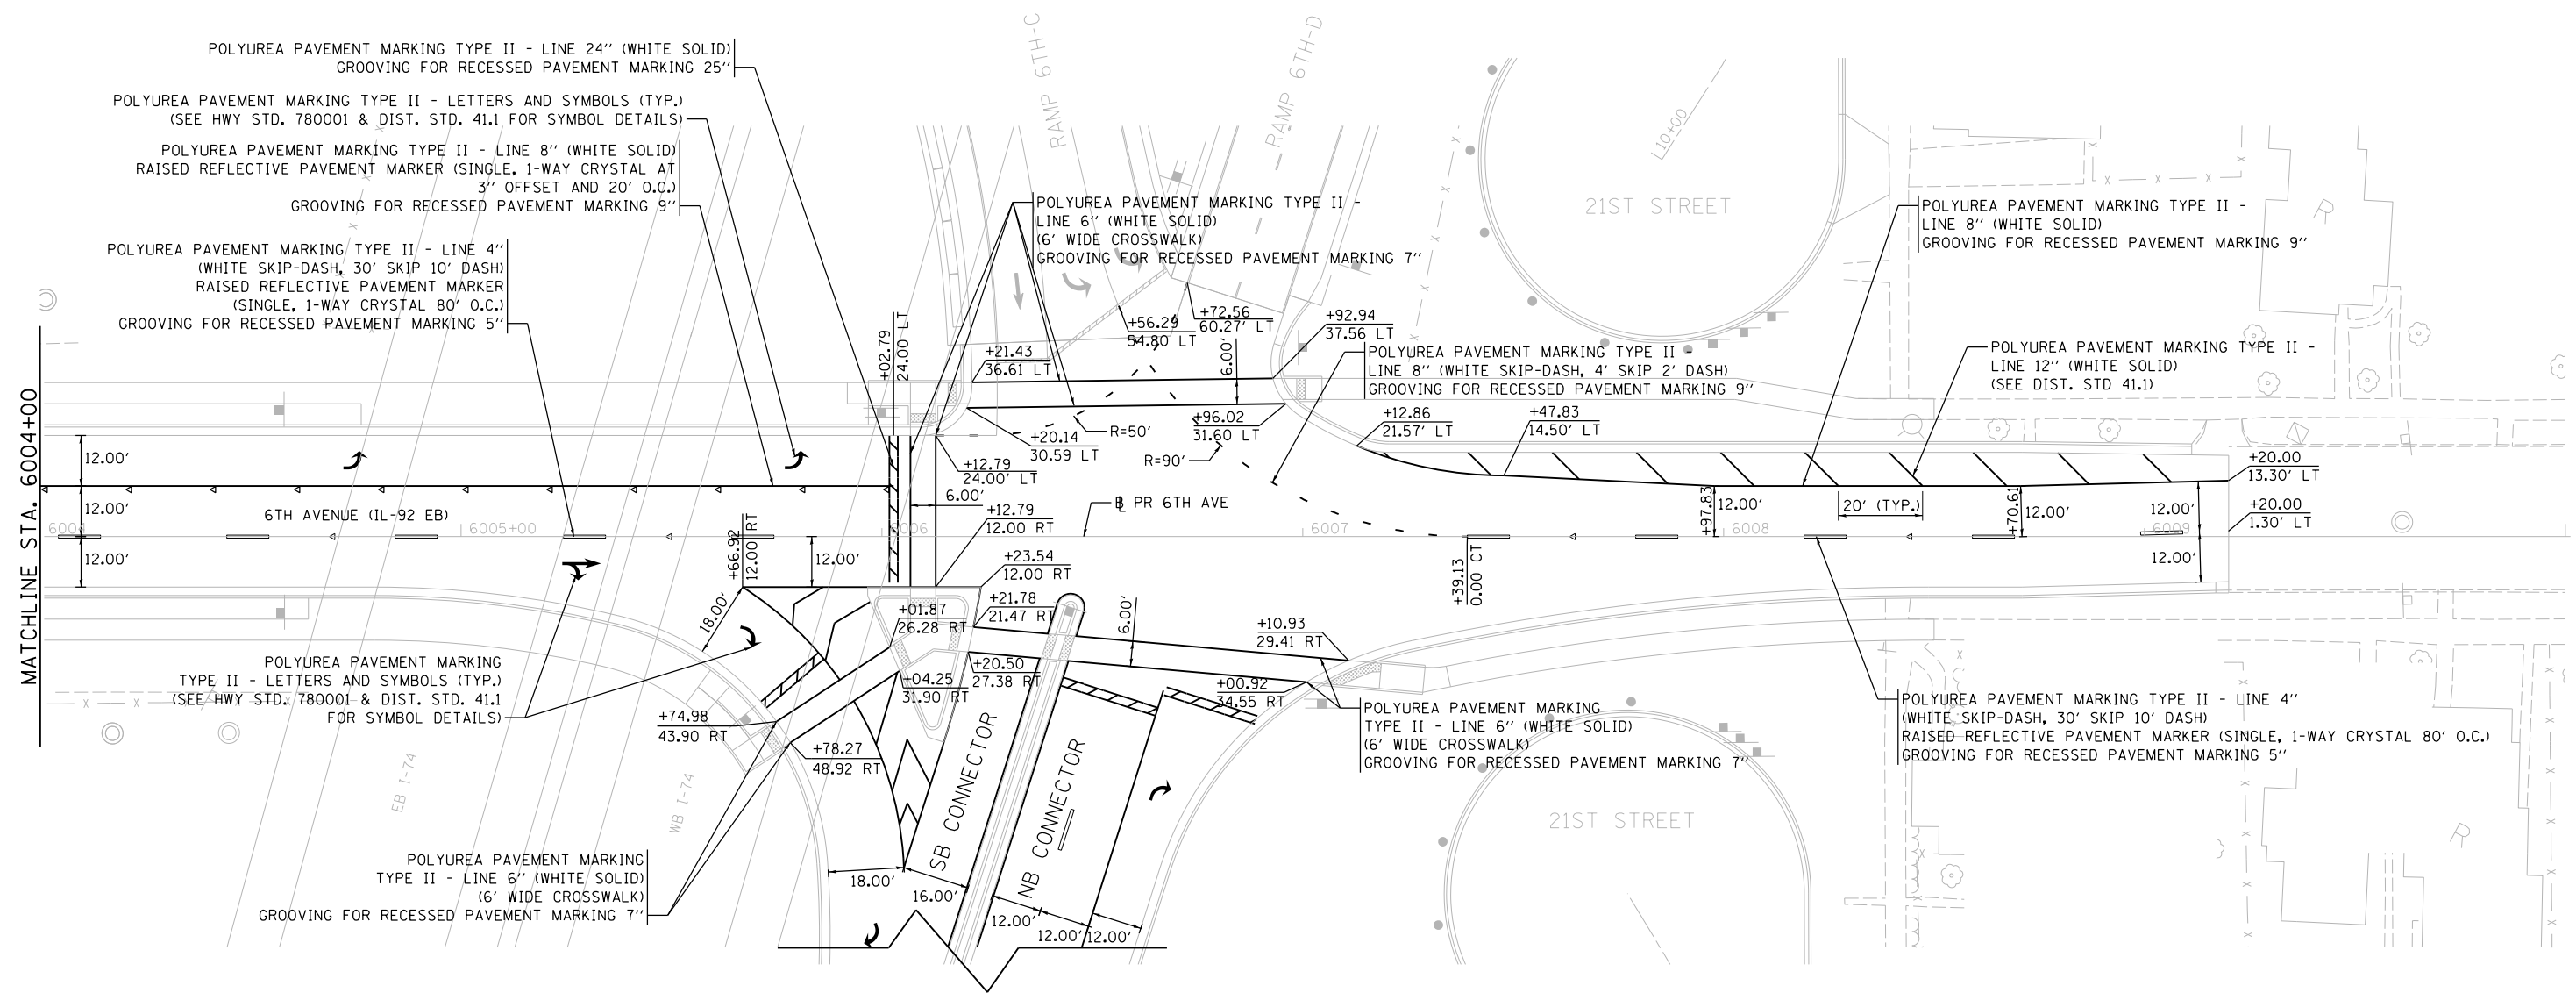 POLYUREA PAVEMENT MARKING TYPE II - LINE 24" (WHITE SOLID)
GROOVING FOR RECESSED PAVEMENT MARKING 25"
POLYUREA PAVEMENT MARKING TYPE II - LETTERS AND SYMBOLS (TYP.)
(SEE HWY STD. 780001 & DIST. STD. 41.1 FOR SYMBOL DETAILS)
POLYUREA PAVEMENT MARKING TYPE II - LINE 8" (WHITE SOLID)
RAISED REFLECTIVE PAVEMENT MARKER (SINGLE, 1-WAY CRYSTAL AT
3" OFFSET AND 20' O.C.)
GROOVING FOR RECESSED PAVEMENT MARKING 9"
POLYUREA PAVEMENT MARKING TYPE II - LINE 4"
(WHITE SKIP-DASH, 30' SKIP 10' DASH)
RAISED REFLECTIVE PAVEMENT MARKER
(SINGLE, 1-WAY CRYSTAL 80' O.C.)
GROOVING FOR RECESSED PAVEMENT MARKING 5"
RAMP 6TH-C
RAMP 6TH-D
L10+00
21ST STREET
POLYUREA PAVEMENT MARKING TYPE II -
LINE 6" (WHITE SOLID)
(6' WIDE CROSSWALK)
GROOVING FOR RECESSED PAVEMENT MARKING 7"
POLYUREA PAVEMENT MARKING TYPE II -
LINE 8" (WHITE SOLID)
GROOVING FOR RECESSED PAVEMENT MARKING 9"
R
POLYUREA PAVEMENT MARKING TYPE II -
LINE 8" (WHITE SKIP-DASH, 4' SKIP 2' DASH)
GROOVING FOR RECESSED PAVEMENT MARKING 9"
POLYUREA PAVEMENT MARKING TYPE II -
LINE 12" (WHITE SOLID)
(SEE DIST. STD 41.1)
+02.79
24.00 LT
+21.43
36.61 LT
+56.29
54.80 LT
+72.56
60.27' LT
6.00'
+92.94
37.56 LT
+20.14
30.59 LT
R=50'
R=90'
+96.02
31.60 LT
+12.86
21.57' LT
+47.83
14.50' LT
+12.79
24.00' LT
6.00'
+12.79
12.00 RT
℄ PR 6TH AVE
MATCHLINE STA. 6004+00
12.00'
12.00'
12.00'
6TH AVENUE (IL-92 EB)
6004
6005+00
6006
6007
6008
6009
+66.92
12.00 RT
12.00'
+97.83
12.00'
20' (TYP.)
+70.61
12.00'
12.00'
12.00'
+20.00
13.30' LT
+20.00
1.30' LT
+39.13
0.00 CT
+23.54
12.00 RT
+21.78
21.47 RT
+01.87
26.28 RT
+20.50
27.38 RT
+04.25
31.90 RT
6.00'
+10.93
29.41 RT
+00.92
34.55 RT
18.00'
POLYUREA PAVEMENT MARKING
TYPE II - LETTERS AND SYMBOLS (TYP.)
(SEE HWY STD. 780001 & DIST. STD. 41.1
FOR SYMBOL DETAILS)
+74.98
43.90 RT
+78.27
48.92 RT
POLYUREA PAVEMENT MARKING
TYPE II - LINE 6" (WHITE SOLID)
(6' WIDE CROSSWALK)
GROOVING FOR RECESSED PAVEMENT MARKING 7"
POLYUREA PAVEMENT MARKING TYPE II - LINE 4"
(WHITE SKIP-DASH, 30' SKIP 10' DASH)
RAISED REFLECTIVE PAVEMENT MARKER (SINGLE, 1-WAY CRYSTAL 80' O.C.)
GROOVING FOR RECESSED PAVEMENT MARKING 5"
EB I-74
WB I-74
SB CONNECTOR
NB CONNECTOR
21ST STREET
R
POLYUREA PAVEMENT MARKING
TYPE II - LINE 6" (WHITE SOLID)
(6' WIDE CROSSWALK)
GROOVING FOR RECESSED PAVEMENT MARKING 7"
18.00'
16.00'
12.00'
12.00'
12.00'